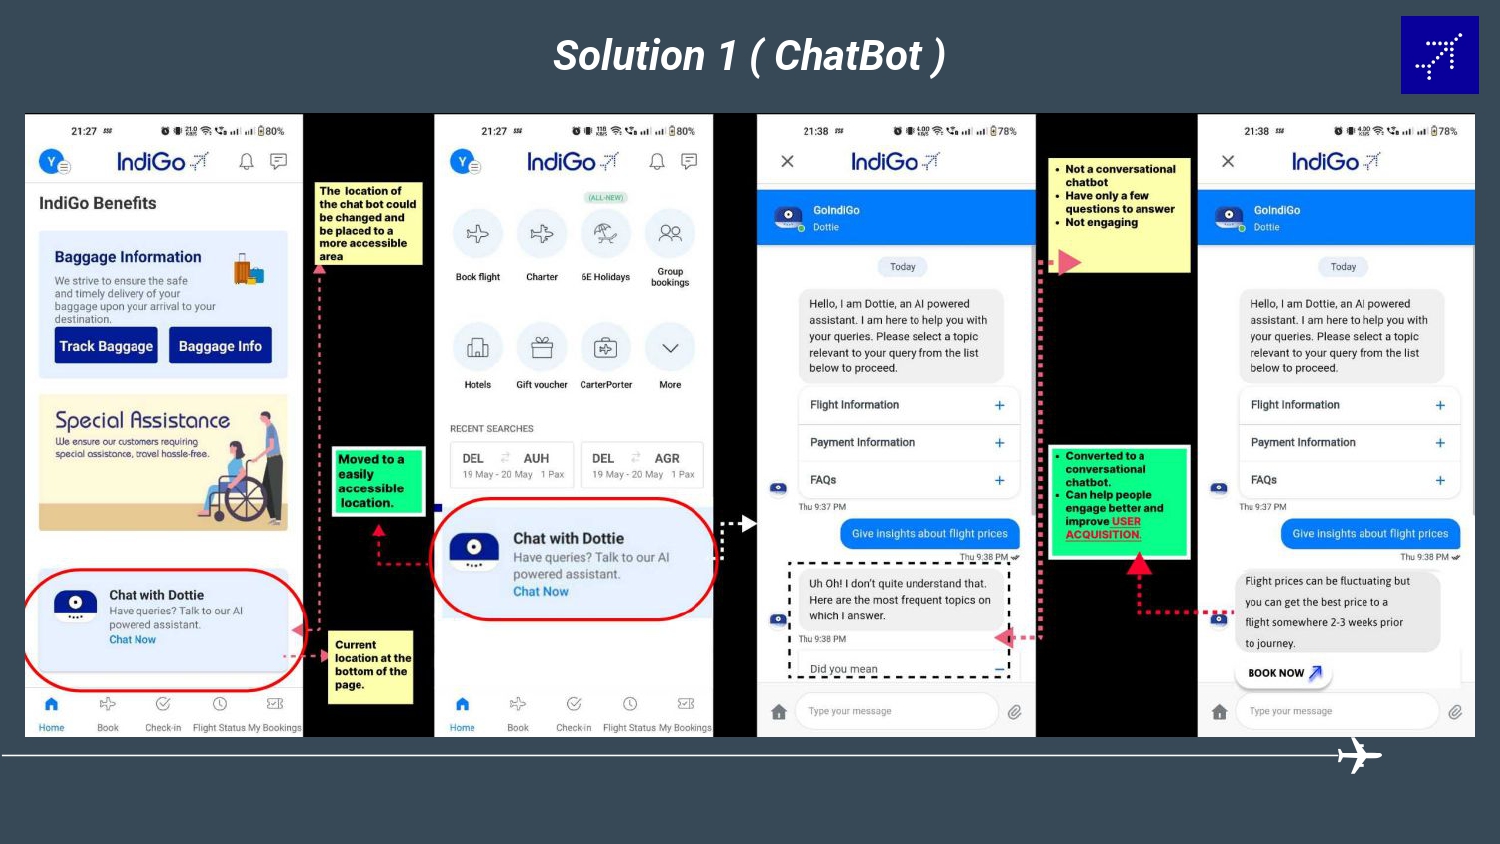 Solution 1 ( ChatBot )
21:27
80%
IndiGo
IndiGo Benefits
Baggage Information
We strive to ensure the safe
and timely delivery of your
baggage upon your arrival to your
destination.
Track Baggage
Baggage Info
Special Assistance
We ensure our customers requiring
special assistance, travel hassle-free.
Chat with Dottie
Have queries? Talk to our AI
powered assistant.
Chat Now
Home
Book
Check-in
Flight Status
My Bookings
The location of
the chat bot could
be changed and
be placed to a
more accessible
area
Moved to a
easily
accessible
location.
Current
location at the
bottom of the
page.
21:27
80%
Y
IndiGo
(ALL-NEW)
Book flight
Charter
6E Holidays
Group
bookings
Hotels
Gift voucher
CarterPorter
More
RECENT SEARCHES
DEL AUH
19 May - 20 May 1 Pax
DEL AGR
19 May - 20 May 1 Pax
Chat with Dottie
Have queries? Talk to our AI
powered assistant.
Chat Now
Home
Book
Check-in
Flight Status
My Bookings
21:38
78%
IndiGo
GoIndiGo
Dottie
Today
Hello, I am Dottie, an AI powered
assistant. I am here to help you with
your queries. Please select a topic
relevant to your query from the list
below to proceed.
Flight Information
Payment Information
FAQs
Thu 9:37 PM
Give insights about flight prices
Thu 9:38 PM
Uh Oh! I don't quite understand that.
Here are the most frequent topics on
which I answer.
Thu 9:38 PM
Did you mean
Type your message
• Not a conversational
chatbot
• Have only a few
questions to answer
• Not engaging
• Converted to a
conversational
chatbot.
• Can help people
engage better and
improve USER
ACQUISITION.
21:38
78%
IndiGo
GoIndiGo
Dottie
Today
Hello, I am Dottie, an AI powered
assistant. I am here to help you with
your queries. Please select a topic
relevant to your query from the list
below to proceed.
Flight Information
Payment Information
FAQs
Thu 9:37 PM
Give insights about flight prices
Thu 9:38 PM
Flight prices can be fluctuating but
you can get the best price to a
flight somewhere 2-3 weeks prior
to journey.
BOOK NOW
Type your message